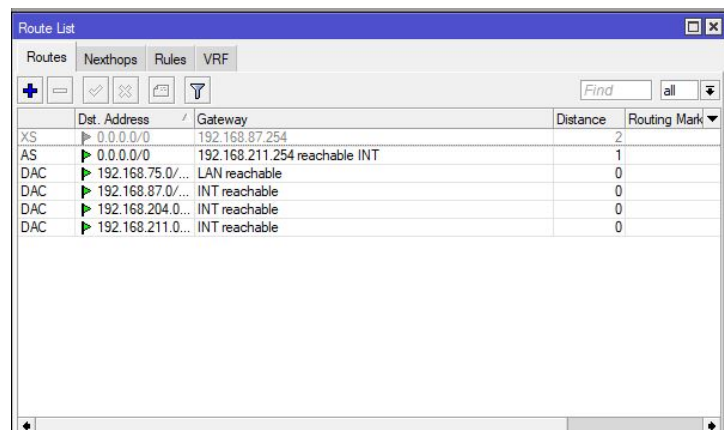 Route List
Routes Nexthops Rules VRF
Find all
Dst. Address / Gateway Distance Routing Mark
XS 0.0.0.0/0 192.168.87.254 2
AS 0.0.0.0/0 192.168.211.254 reachable INT 1
DAC 192.168.75.0/... LAN reachable 0
DAC 192.168.87.0/... INT reachable 0
DAC 192.168.204.0... INT reachable 0
DAC 192.168.211.0... INT reachable 0